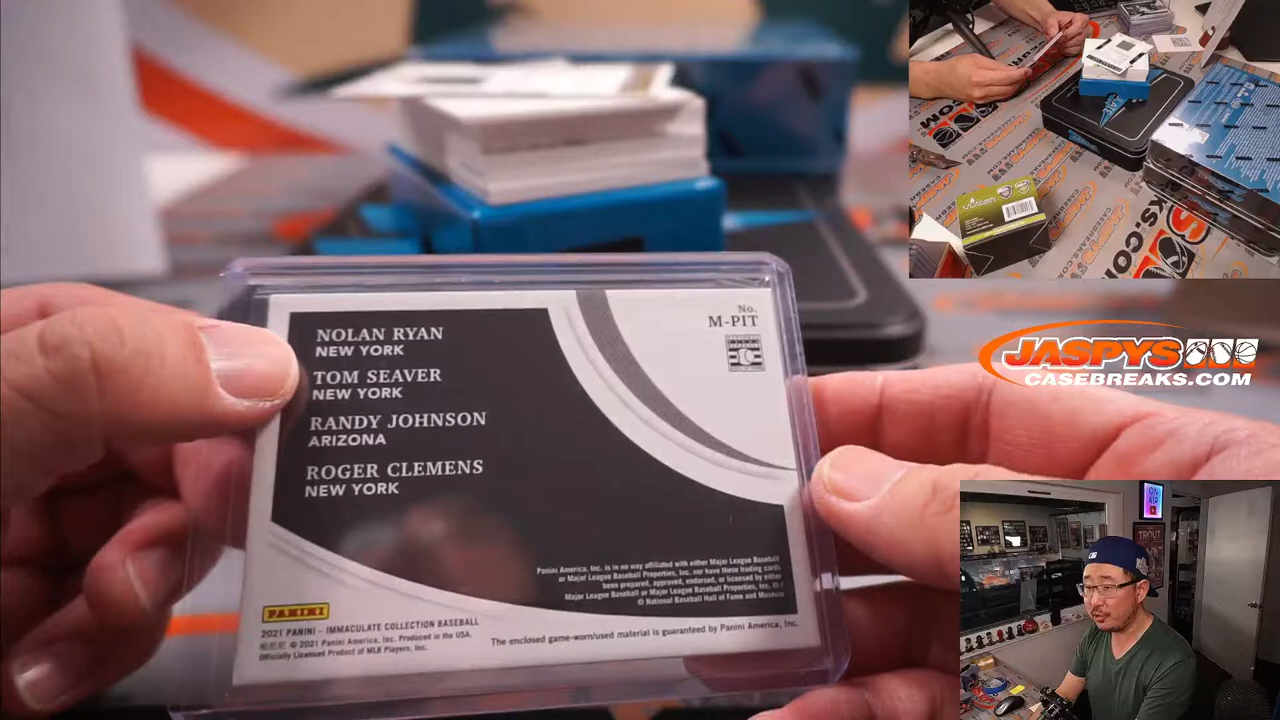 No.
M-PIT
NOLAN RYAN
NEW YORK
TOM SEAVER
NEW YORK
RANDY JOHNSON
ARIZONA
ROGER CLEMENS
NEW YORK
Panini America, Inc. is in no way affiliated with either Major League Baseball
or Major League Baseball Properties, Inc. nor have these trading cards
been prepared, approved, endorsed, or licensed by either
Major League Baseball or Major League Baseball Properties, Inc.
© National Baseball Hall of Fame and Museum
PANINI
2021 PANINI – IMMACULATE COLLECTION BASEBALL
© 2021 Panini America, Inc. Produced in the USA.
Officially Licensed Product of MLB Players, Inc.
The enclosed game-worn/used material is guaranteed by Panini America, Inc.
JASPYS
CASEBREAKS.COM
ON
AIR
TROUT